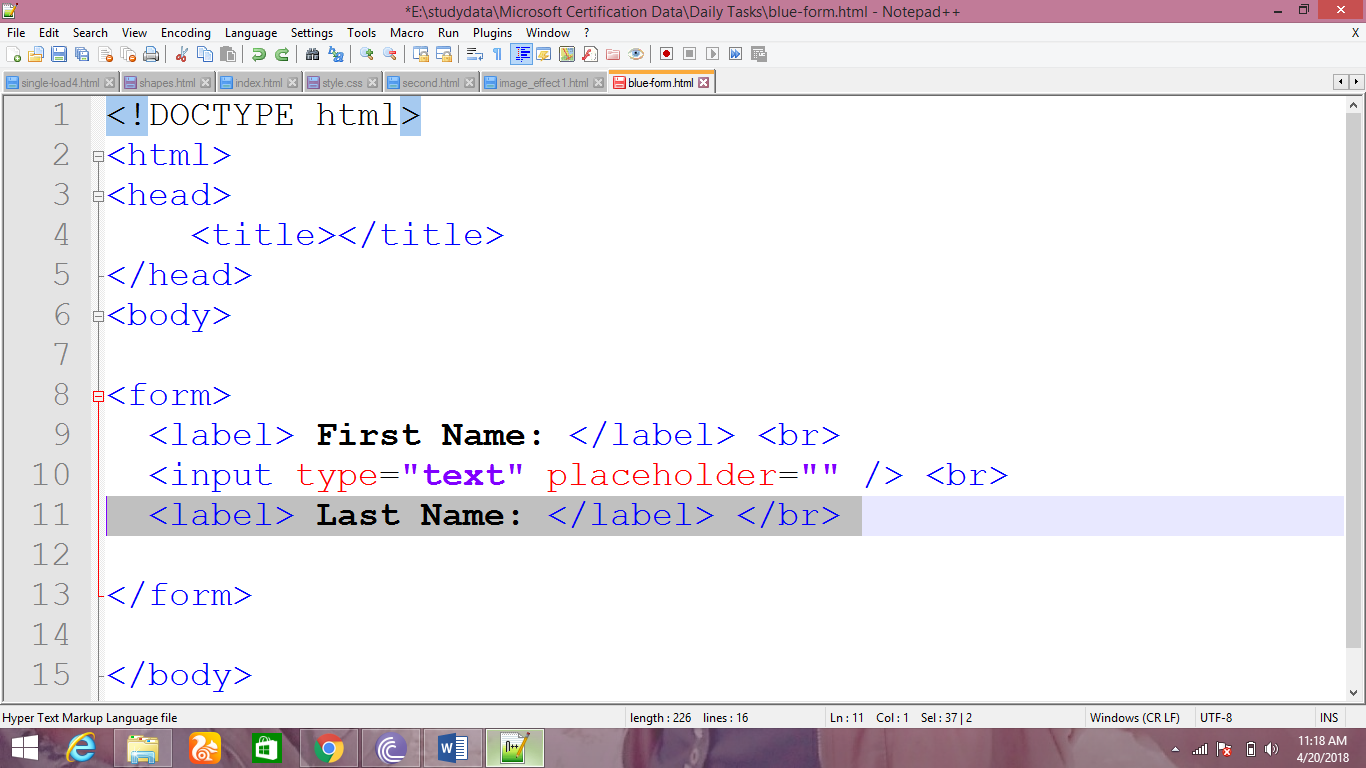 *E:\studydata\Microsoft Certification Data\Daily Tasks\blue-form.html - Notepad++
File Edit Search View Encoding Language Settings Tools Macro Run Plugins Window ? X
single-load4.html shapes.html index.html style.css second.html image_effect1.html blue-form.html
1 <!DOCTYPE html>
2 <html>
3 <head>
4 <title></title>
5 </head>
6 <body>
7
8 <form>
9 <label> First Name: </label> <br>
10 <input type="text" placeholder="" /> <br>
11 <label> Last Name: </label> </br>
12
13 </form>
14
15 </body>
Hyper Text Markup Language file length : 226 lines : 16 Ln : 11 Col : 1 Sel : 37 | 2 Windows (CR LF) UTF-8 INS
11:18 AM
4/20/2018